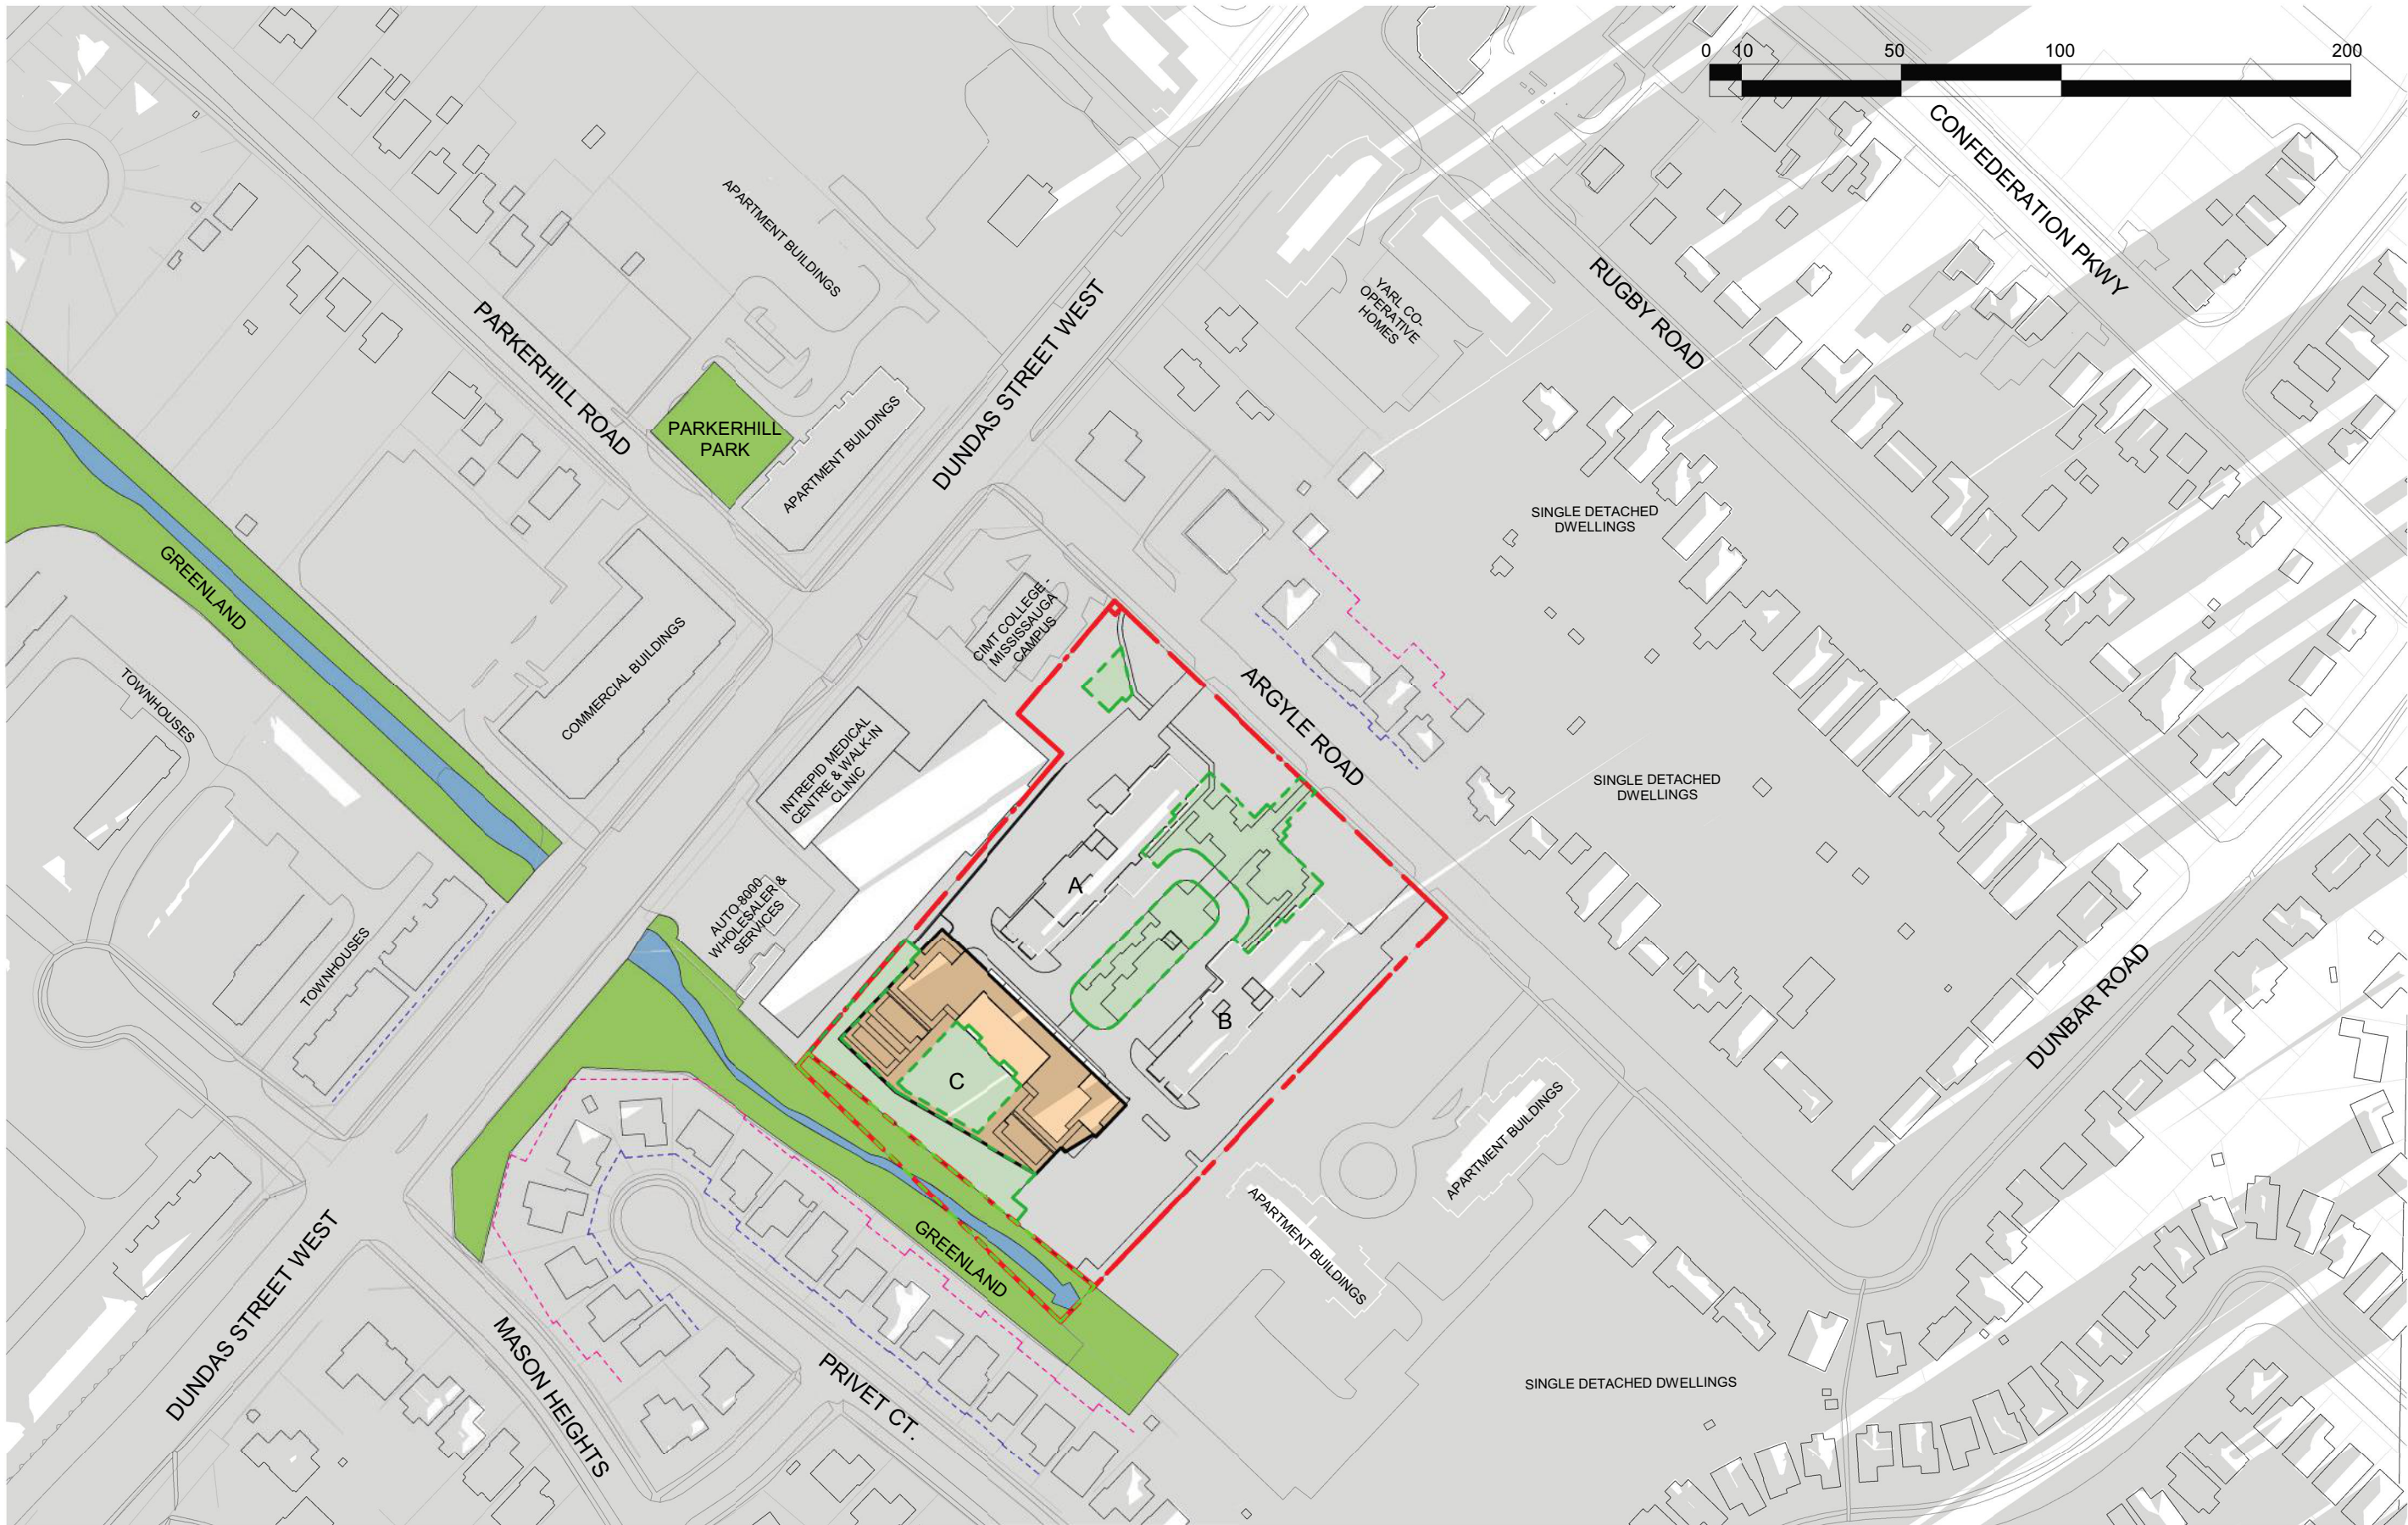 0 10 50 100 200
CONFEDERATION PKWY
APARTMENT BUILDINGS
RUGBY ROAD
YARL CO-
OPERATIVE
HOMES
DUNDAS STREET WEST
PARKERHILL ROAD
PARKERHILL
PARK
APARTMENT BUILDINGS
SINGLE DETACHED
DWELLINGS
GREENLAND
CIMT COLLEGE -
MISSISSAUGA
CAMPUS
COMMERCIAL BUILDINGS
TOWNHOUSES
ARGYLE ROAD
INTREPID MEDICAL
CENTRE & WALK-IN
CLINIC
SINGLE DETACHED
DWELLINGS
A
AUTO-8000
WHOLESALER &
SERVICES
TOWNHOUSES
B
DUNBAR ROAD
C
APARTMENT BUILDINGS
APARTMENT BUILDINGS
GREENLAND
DUNDAS STREET WEST
MASON HEIGHTS
PRIVET CT.
SINGLE DETACHED DWELLINGS